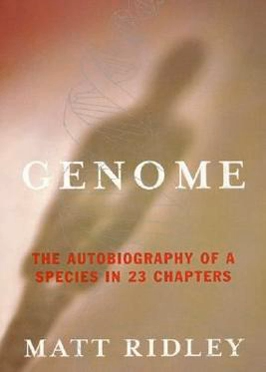 GENOME
THE AUTOBIOGRAPHY OF A
SPECIES IN 23 CHAPTERS
MATT RIDLEY